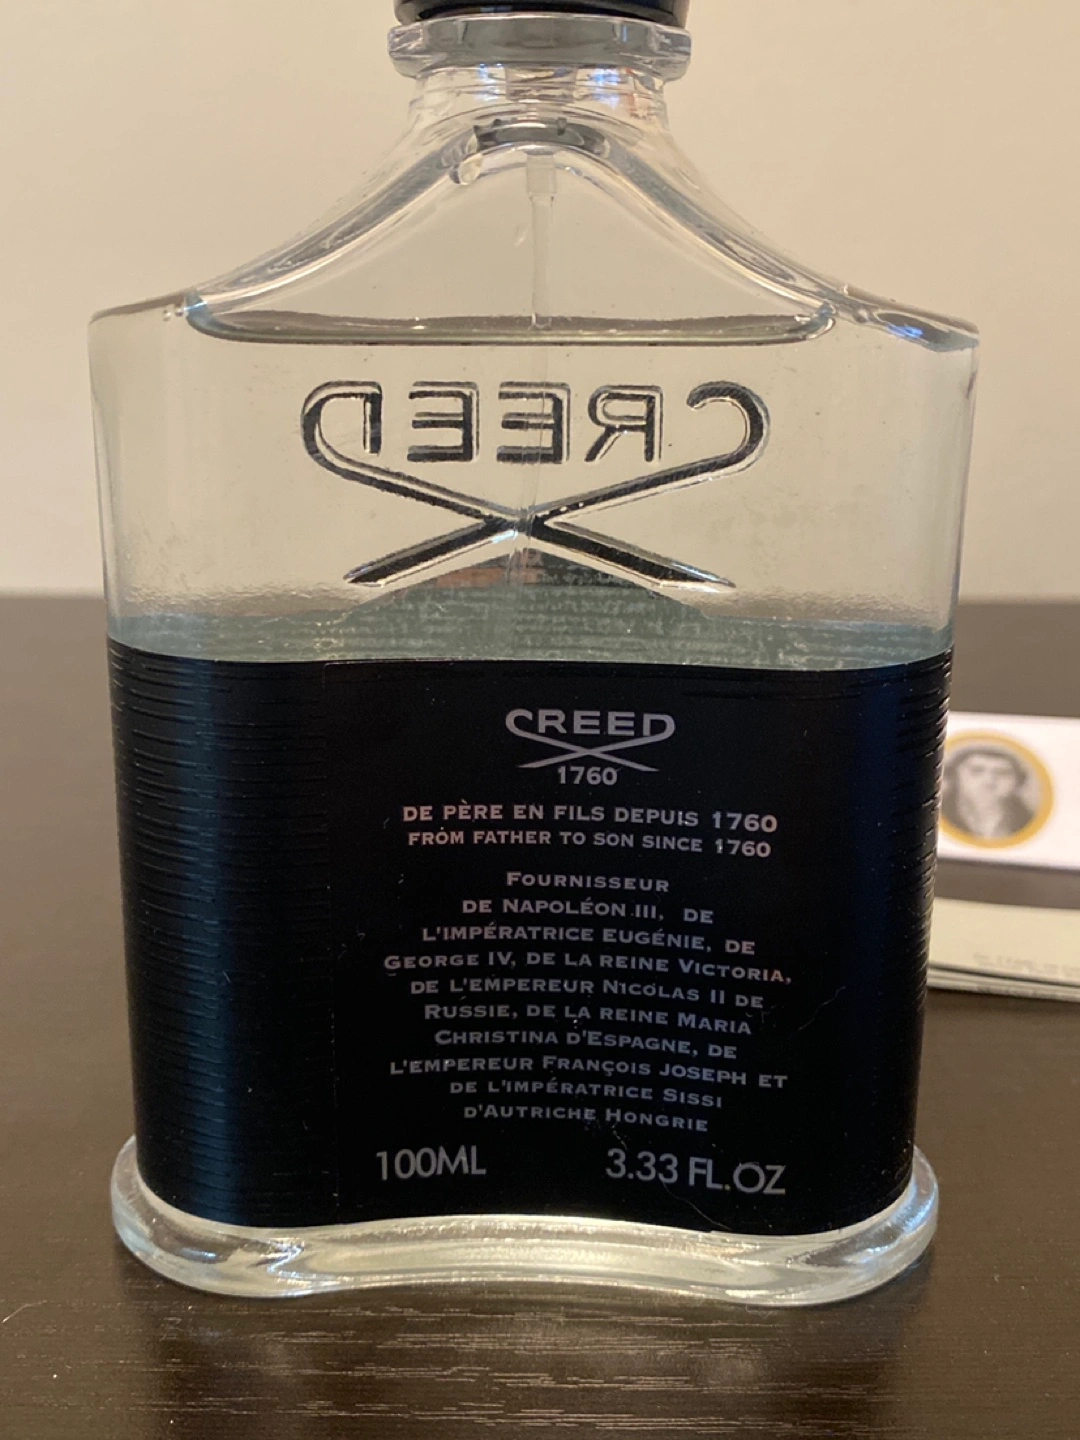 CREED
CREED
1760
DE PÈRE EN FILS DEPUIS 1760
FROM FATHER TO SON SINCE 1760
FOURNISSEUR
DE NAPOLÉON III, DE
L'IMPÉRATRICE EUGÉNIE, DE
GEORGE IV, DE LA REINE VICTORIA,
DE L'EMPEREUR NICOLAS II DE
RUSSIE, DE LA REINE MARIA
CHRISTINA D'ESPAGNE, DE
L'EMPEREUR FRANÇOIS JOSEPH ET
DE L'IMPÉRATRICE SISSI
D'AUTRICHE HONGRIE
100ML 3.33 FL.OZ